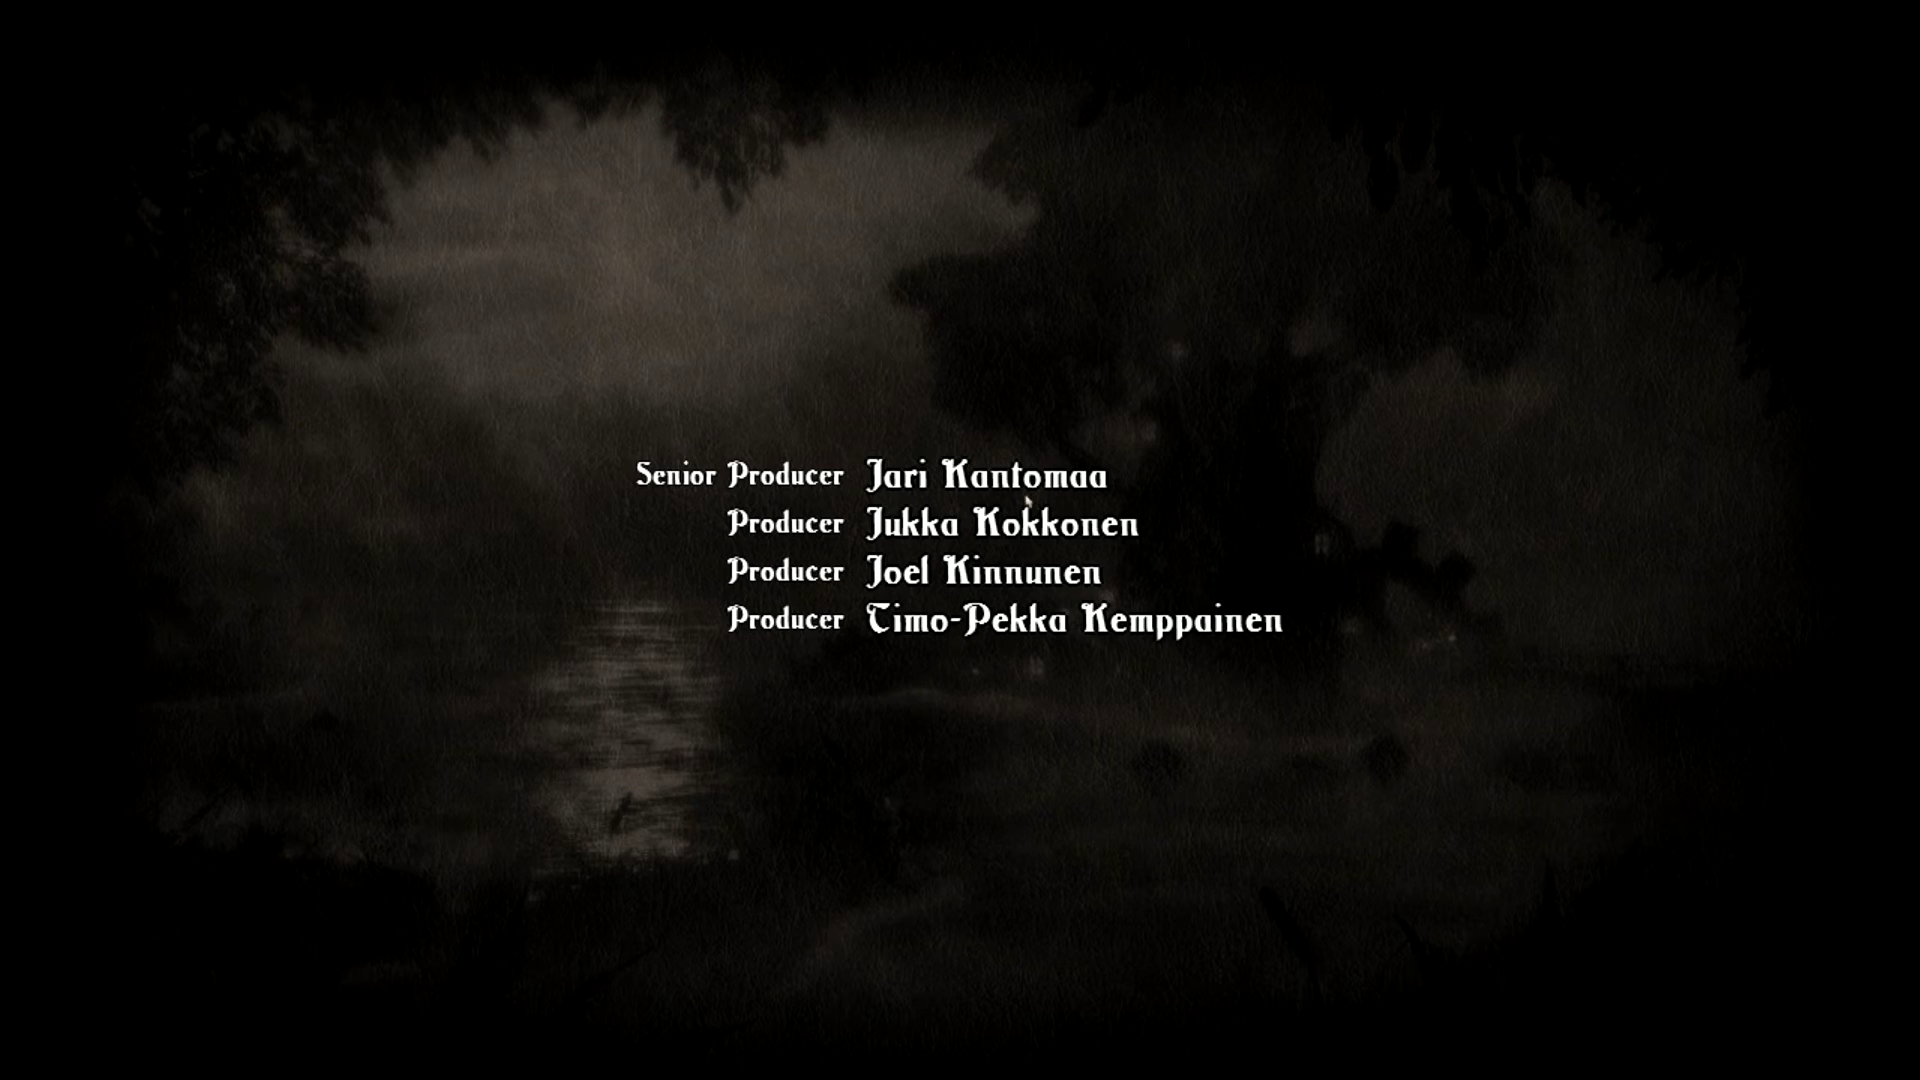 Senior Producer Jari Kantomaa
Producer Jukka Kokkonen
Producer Joel Kinnunen
Producer Timo-Pekka Kemppainen